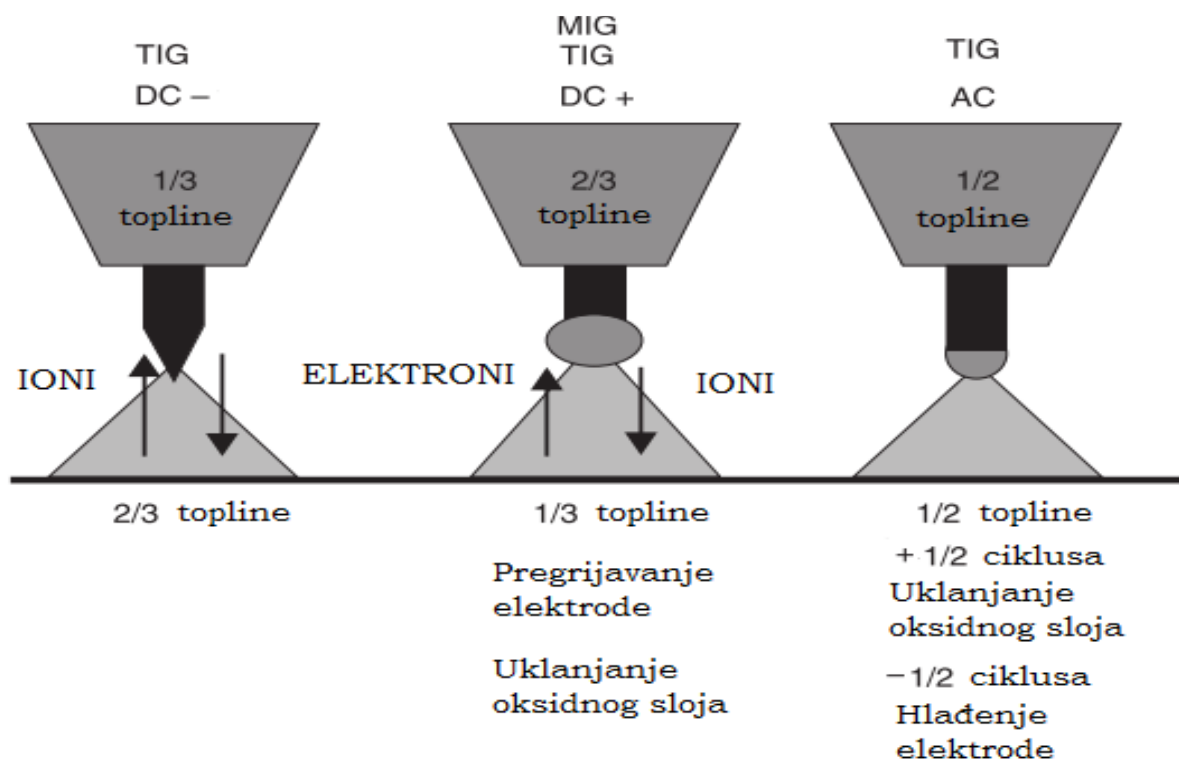 TIG
DC –
1/3
topline
IONI
2/3 topline
MIG
TIG
DC +
2/3
topline
ELEKTRONI
IONI
1/3 topline
Pregrijavanje
elektrode
Uklanjanje
oksidnog sloja
TIG
AC
1/2
topline
1/2 topline
+ 1/2 ciklusa
Uklanjanje
oksidnog sloja
– 1/2 ciklusa
Hlađenje
elektrode